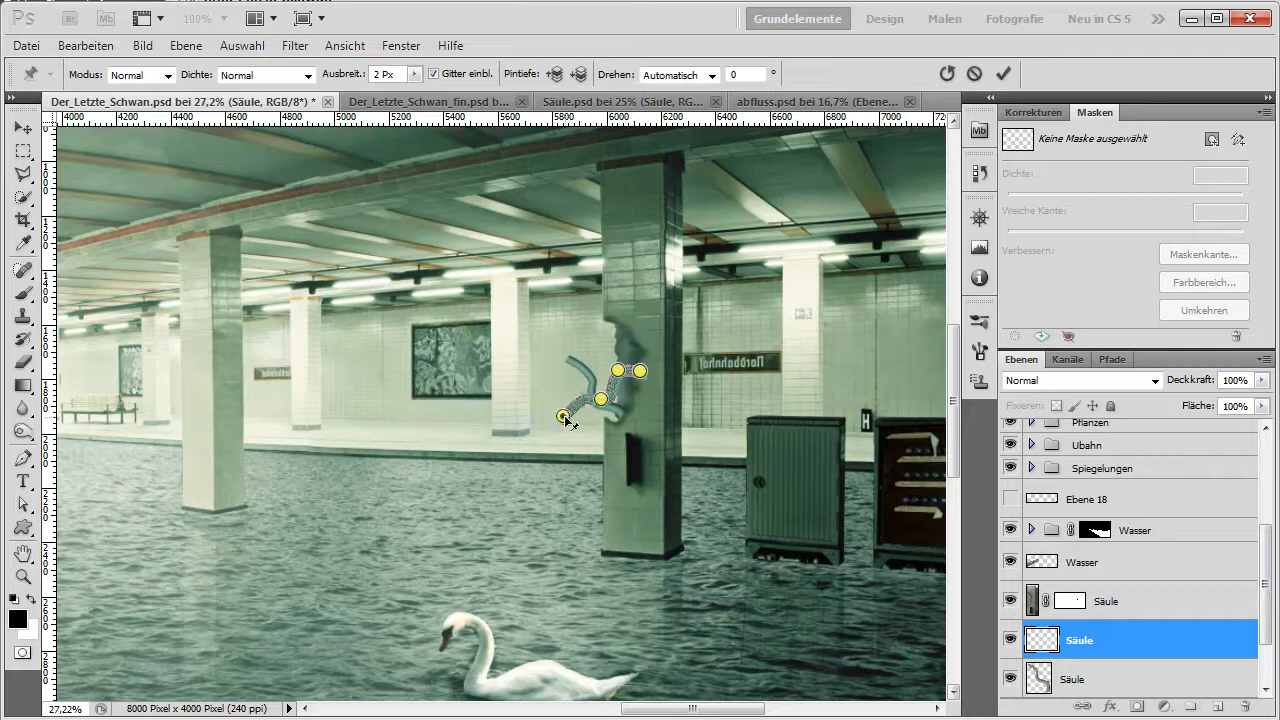 Ps Br Mb 100% Grundelemente Design Malen Fotografie Neu in CS 5
Datei Bearbeiten Bild Ebene Auswahl Filter Ansicht Fenster Hilfe
Modus: Normal Dichte: Normal Ausbreit.: 2 Px Gitter einbl. Pintiefe: Drehen: Automatisch 0 °
Der_Letzte_Schwan.psd bei 27,2% (Säule, RGB/8*) * Der_Letzte_Schwan_fin.psd b... Säule.psd bei 25% (Säule, RG... abfluss.psd bei 16,7% (Ebene...
4000 4200 4400 4600 4800 5000 5200 5400 5600 5800 6000 6200 6400 6600 6800 7000 720
Korrekturen Masken
Mb
Keine Maske ausgewählt
Dichte:
Weiche Kante:
Verbessern:
Maskenkante...
Farbbereich...
Umkehren
Nordbahnhof
H
Ebenen Kanäle Pfade
Normal Deckkraft: 100%
Fixieren: Fläche: 100%
Pflanzen
Ubahn
Spiegelungen
Ebene 18
Wasser
Wasser
Säule
Säule
Säule
27,22% 8000 Pixel x 4000 Pixel (240 ppi)